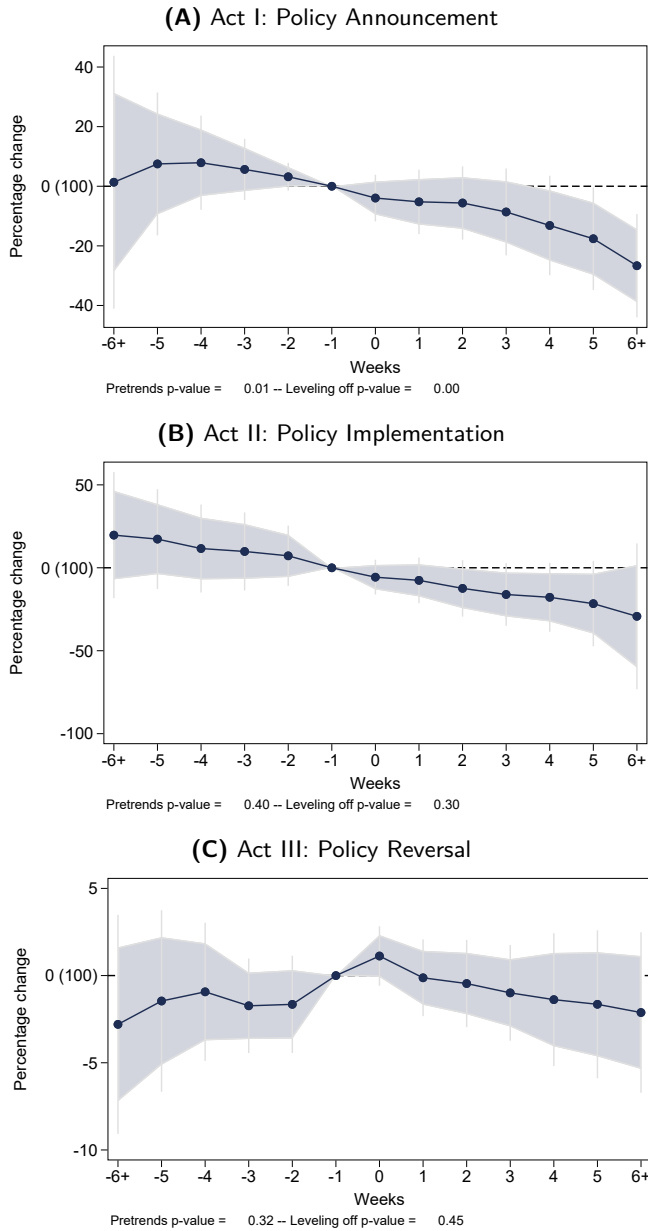 (A) Act I: Policy Announcement
Percentage change
40
20
0 (100)
-20
-40
-6+ -5 -4 -3 -2 -1 0 1 2 3 4 5 6+
Weeks
Pretrends p-value = 0.01 -- Leveling off p-value = 0.00
(B) Act II: Policy Implementation
Percentage change
50
0 (100)
-50
-100
-6+ -5 -4 -3 -2 -1 0 1 2 3 4 5 6+
Weeks
Pretrends p-value = 0.40 -- Leveling off p-value = 0.30
(C) Act III: Policy Reversal
Percentage change
5
0 (100)
-5
-10
-6+ -5 -4 -3 -2 -1 0 1 2 3 4 5 6+
Weeks
Pretrends p-value = 0.32 -- Leveling off p-value = 0.45